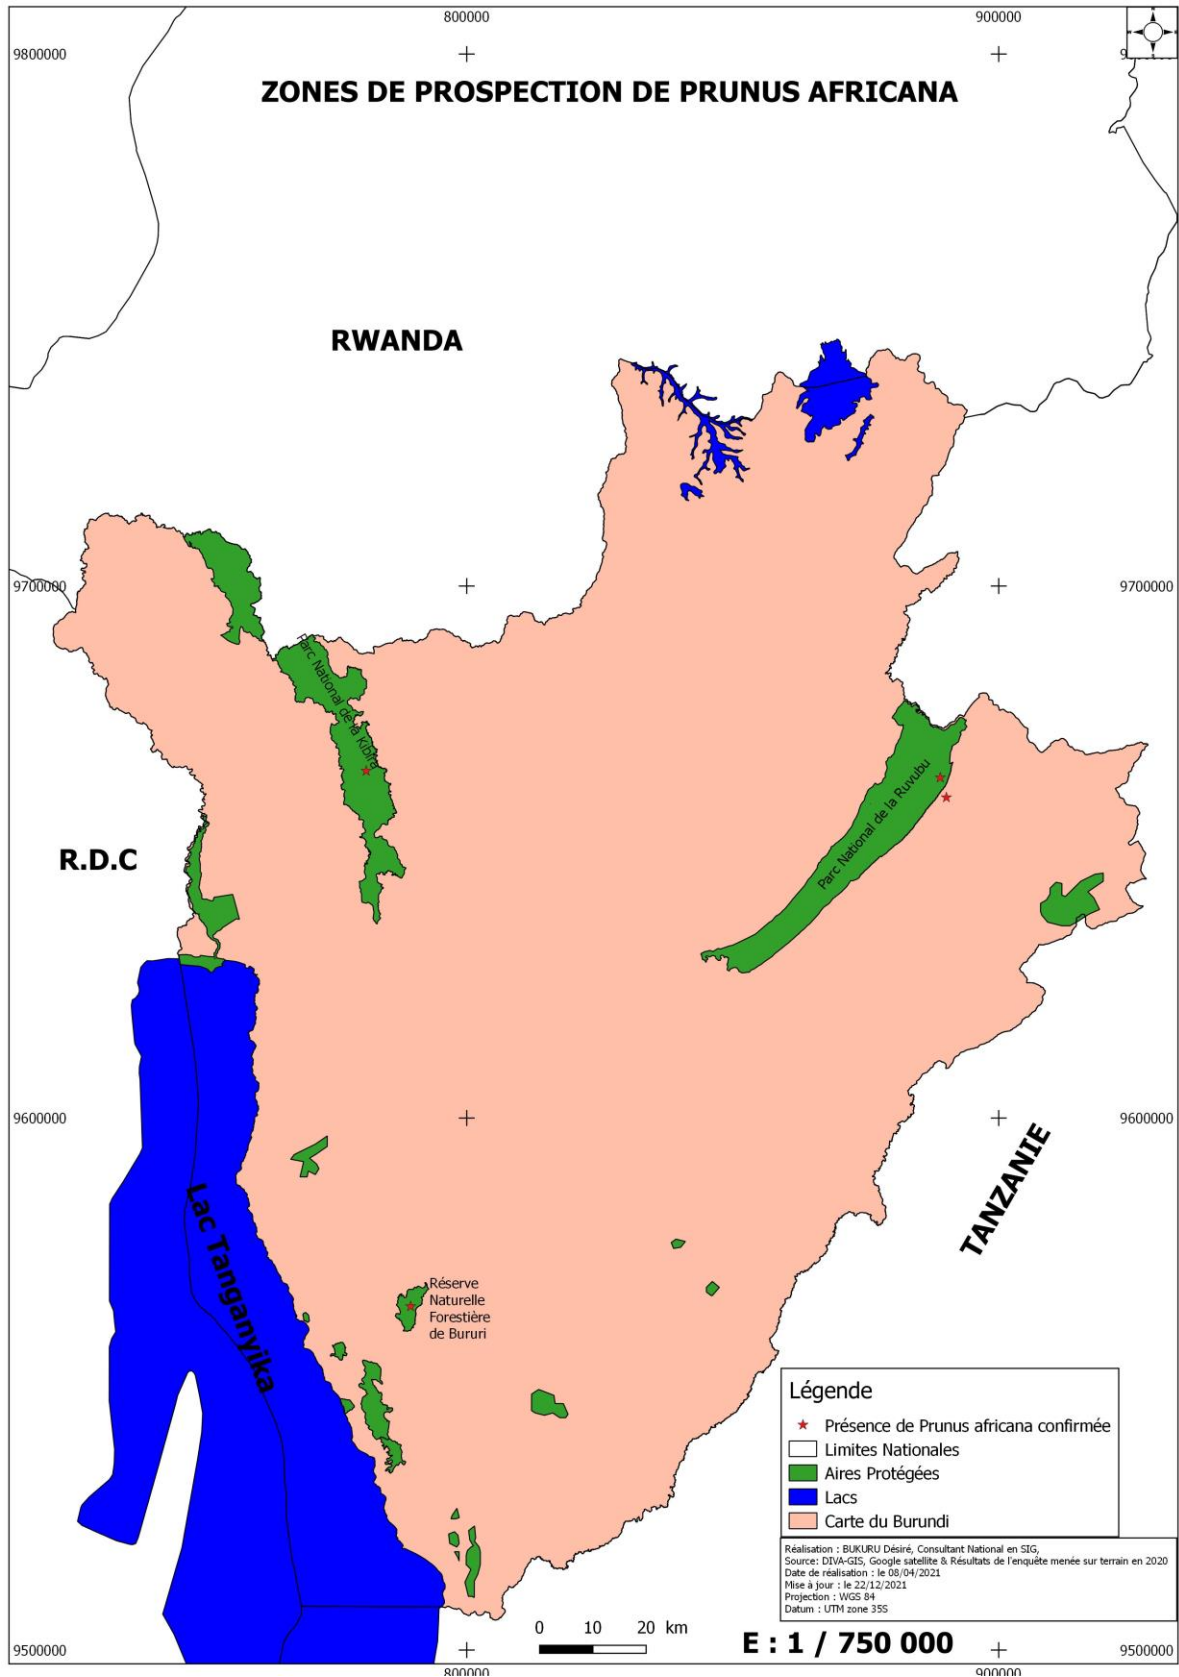 800000
900000
9800000
ZONES DE PROSPECTION DE PRUNUS AFRICANA
RWANDA
9700000
9700000
Parc National de la Kibira
Parc National de la Ruvubu
R.D.C
9600000
9600000
TANZANIE
Lac Tanganyika
Réserve
Naturelle
Forestière
de Bururi
Légende
Présence de Prunus africana confirmée
Limites Nationales
Aires Protégées
Lacs
Carte du Burundi
Réalisation : BUKURU Désiré, Consultant National en SIG,
Source: DIVA-GIS, Google satellite & Résultats de l'enquête menée sur terrain en 2020
Date de réalisation : le 08/04/2021
Mise à jour : le 22/12/2021
Projection : WGS 84
Datum : UTM zone 35S
0 10 20 km
E : 1 / 750 000
9500000
9500000
800000
900000